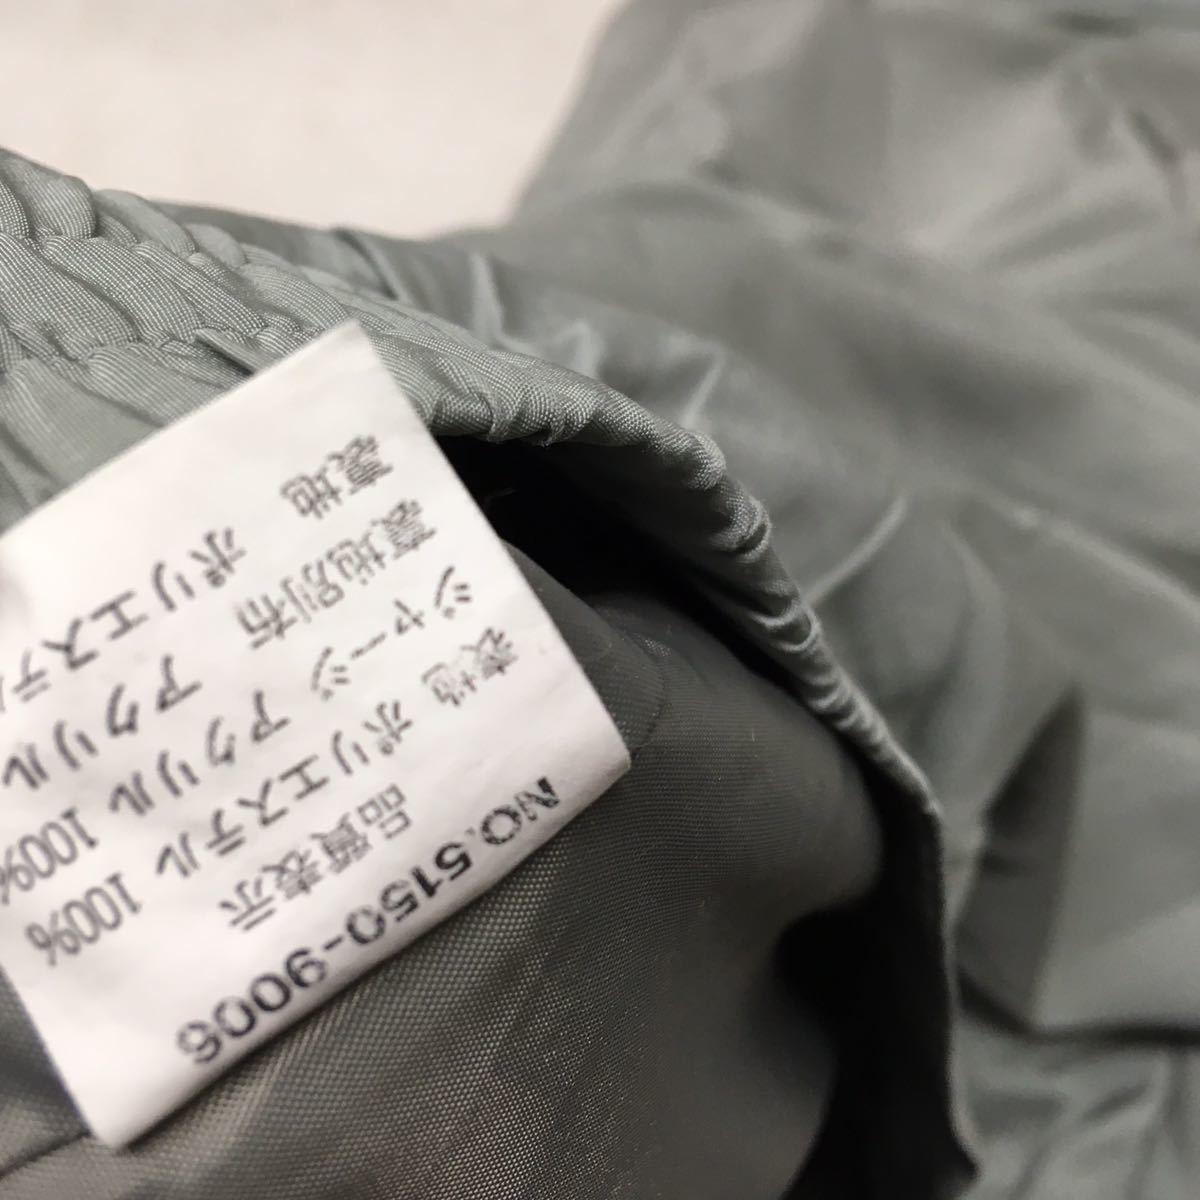 NO.5150-9006
品質表示
表地 ポリエステル 100%
ジャージ アクリル 100%
裏地別布 アクリル
裏地 ポリエステル